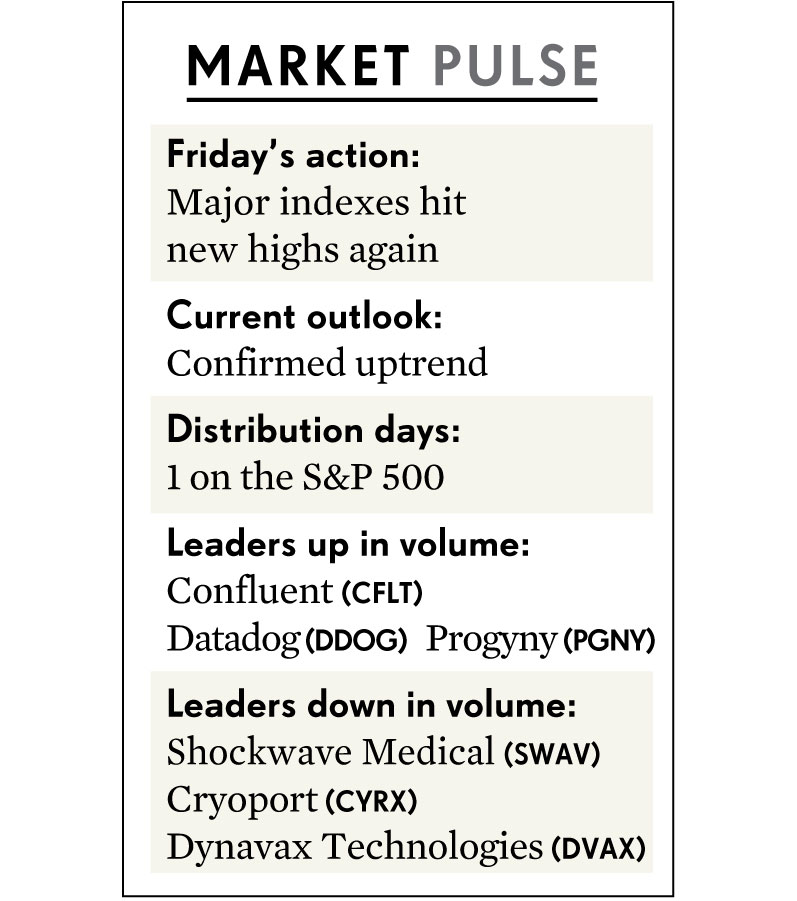 MARKET PULSE
Friday’s action:
Major indexes hit
new highs again
Current outlook:
Confirmed uptrend
Distribution days:
1 on the S&P 500
Leaders up in volume:
Confluent (CFLT)
Datadog (DDOG) Progyny (PGNY)
Leaders down in volume:
Shockwave Medical (SWAV)
Cryoport (CYRX)
Dynavax Technologies (DVAX)